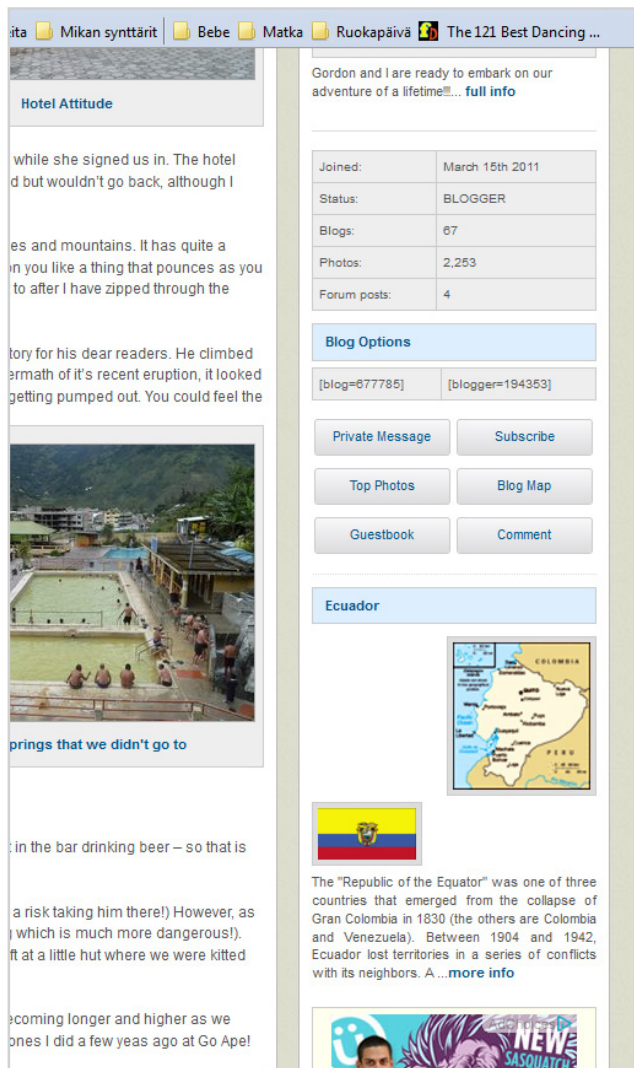 eita Mikan synttärit Bebe Matka Ruokapäivä The 121 Best Dancing ...
Hotel Attitude
while she signed us in. The hotel
d but wouldn't go back, although I
es and mountains. It has quite a
on you like a thing that pounces as you
to after I have zipped through the
tory for his dear readers. He climbed
ermath of it's recent eruption, it looked
getting pumped out. You could feel the
prings that we didn't go to
in the bar drinking beer – so that is
a risk taking him there!) However, as
which is much more dangerous!).
ft at a little hut where we were kitted
ecoming longer and higher as we
ones I did a few yeas ago at Go Ape!
Gordon and I are ready to embark on our
adventure of a lifetime!!!... full info
Joined: March 15th 2011
Status: BLOGGER
Blogs: 67
Photos: 2,253
Forum posts: 4
Blog Options
[blog=677785] [blogger=194353]
Private Message Subscribe
Top Photos Blog Map
Guestbook Comment
Ecuador
COLOMBIA
QUITO
PERU
The "Republic of the Equator" was one of three
countries that emerged from the collapse of
Gran Colombia in 1830 (the others are Colombia
and Venezuela). Between 1904 and 1942,
Ecuador lost territories in a series of conflicts
with its neighbors. A ...more info
AdChoices
NEW
SASQUATCH